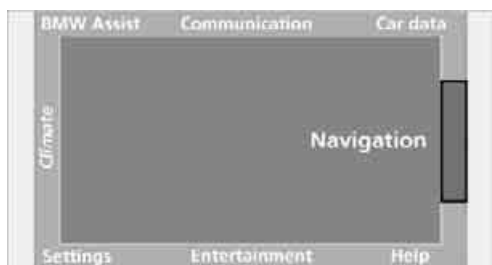 BMW Assist Communication Car data
Climate
Navigation
Settings Entertainment Help